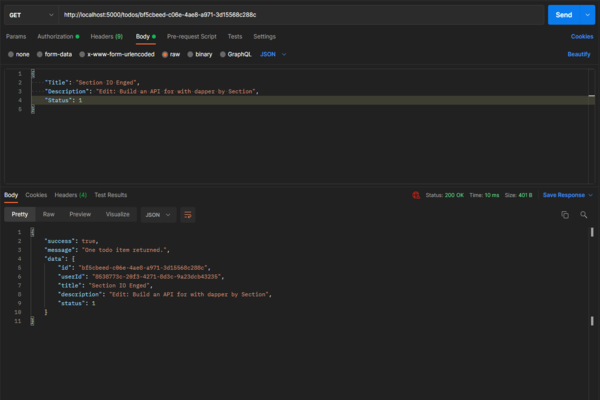 GET http://localhost:5000/todos/bf5cbeed-c06e-4ae8-a971-3d15568c288c Send
Params Authorization Headers (9) Body Pre-request Script Tests Settings Cookies
none form-data x-www-form-urlencoded raw binary GraphQL JSON Beautify
1 {
2 "Title": "Section IO Enged",
3 "Description": "Edit: Build an API for with dapper by Section",
4 "Status": 1
5 }
Body Cookies Headers (4) Test Results Status: 200 OK Time: 10 ms Size: 401 B Save Response
Pretty Raw Preview Visualize JSON
1 {
2 "success": true,
3 "message": "One todo item returned.",
4 "data": {
5 "id": "bf5cbeed-c06e-4ae8-a971-3d15568c288c",
6 "userId": "8538773c-20f3-4271-8d3c-9a23dcb43235",
7 "title": "Section IO Enged",
8 "description": "Edit: Build an API for with dapper by Section",
9 "status": 1
10 }
11 }